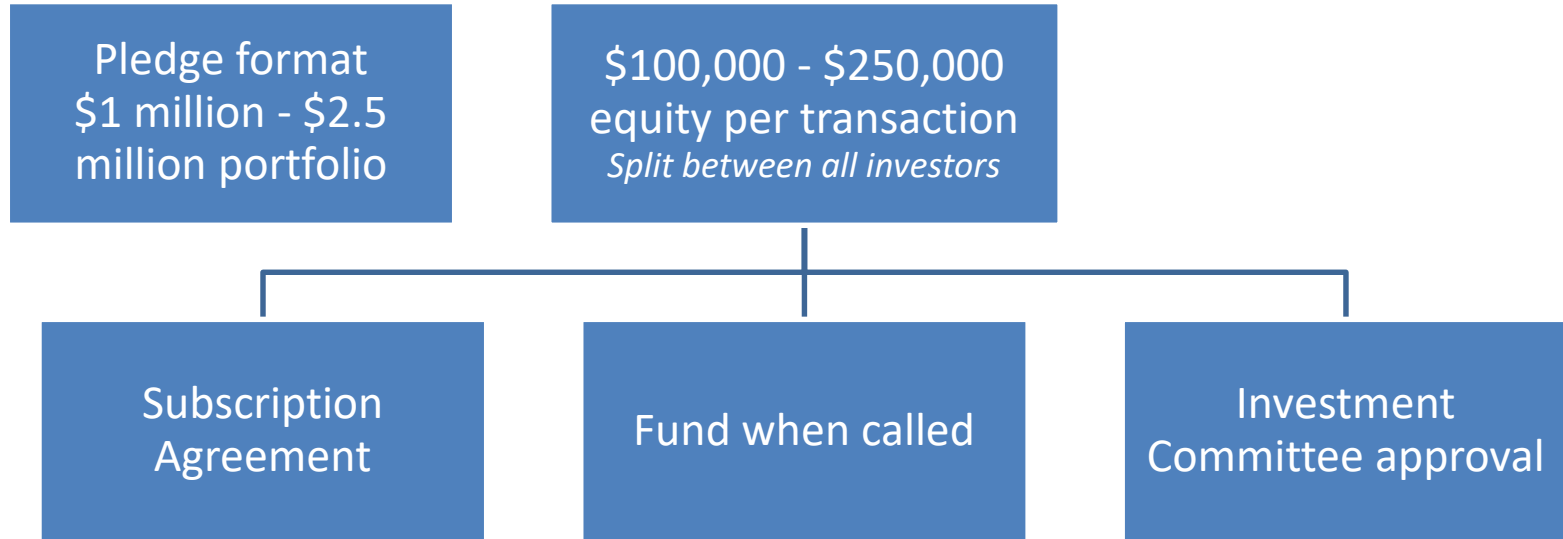 Pledge format
$1 million - $2.5
million portfolio
$100,000 - $250,000
equity per transaction
Split between all investors
Subscription
Agreement
Fund when called
Investment
Committee approval